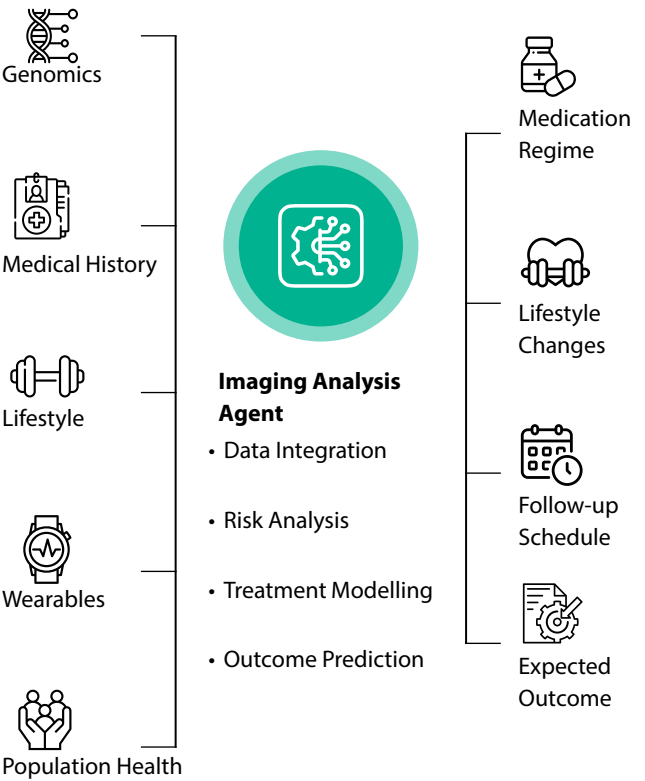 Genomics
Medical History
Lifestyle
Wearables
Population Health
Imaging Analysis
Agent
• Data Integration
• Risk Analysis
• Treatment Modelling
• Outcome Prediction
Medication
Regime
Lifestyle
Changes
Follow-up
Schedule
Expected
Outcome